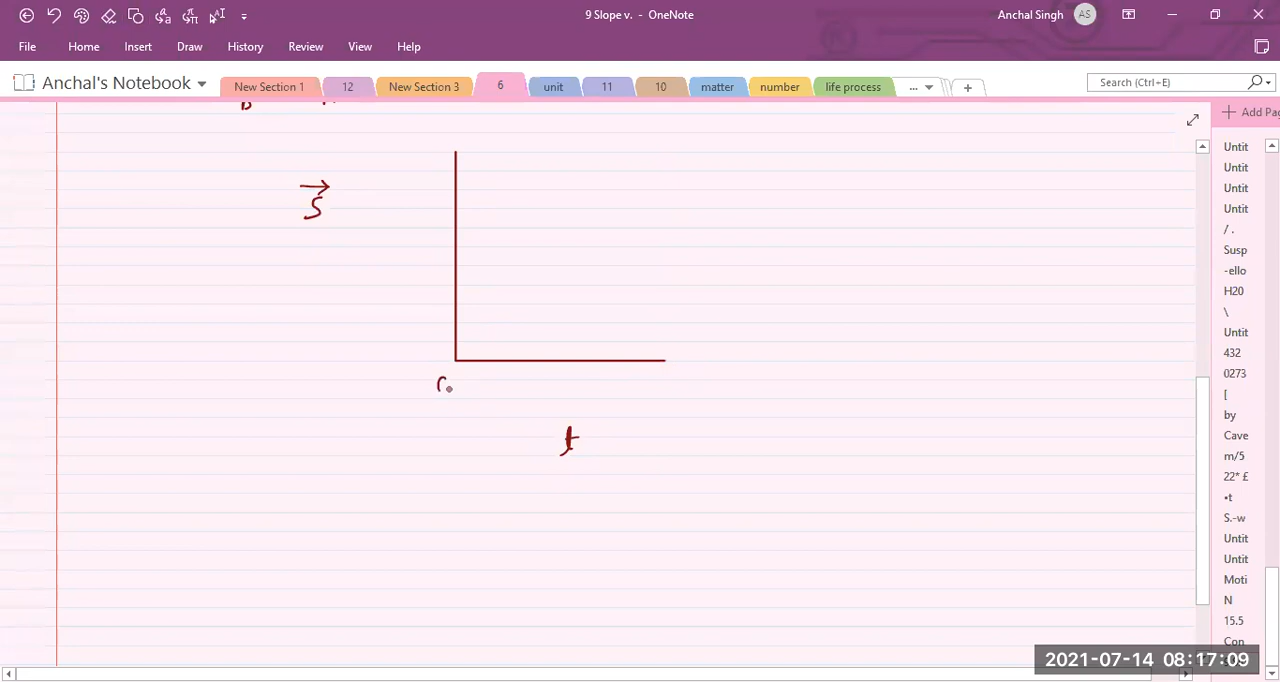 9 Slope v. - OneNote
Anchal Singh
AS
File Home Insert Draw History Review View Help
Anchal's Notebook
New Section 1 12 New Section 3 6 unit 11 10 matter number life process ... +
Search (Ctrl+E)
+ Add Pag
Untit
Untit
Untit
Untit
/ .
Susp
-ello
H20
\
Untit
432
0273
[
by
Cave
m/5
22* £
•t
S.-w
Untit
Untit
Moti
N
15.5
Con
S
t
2021-07-14 08:17:09